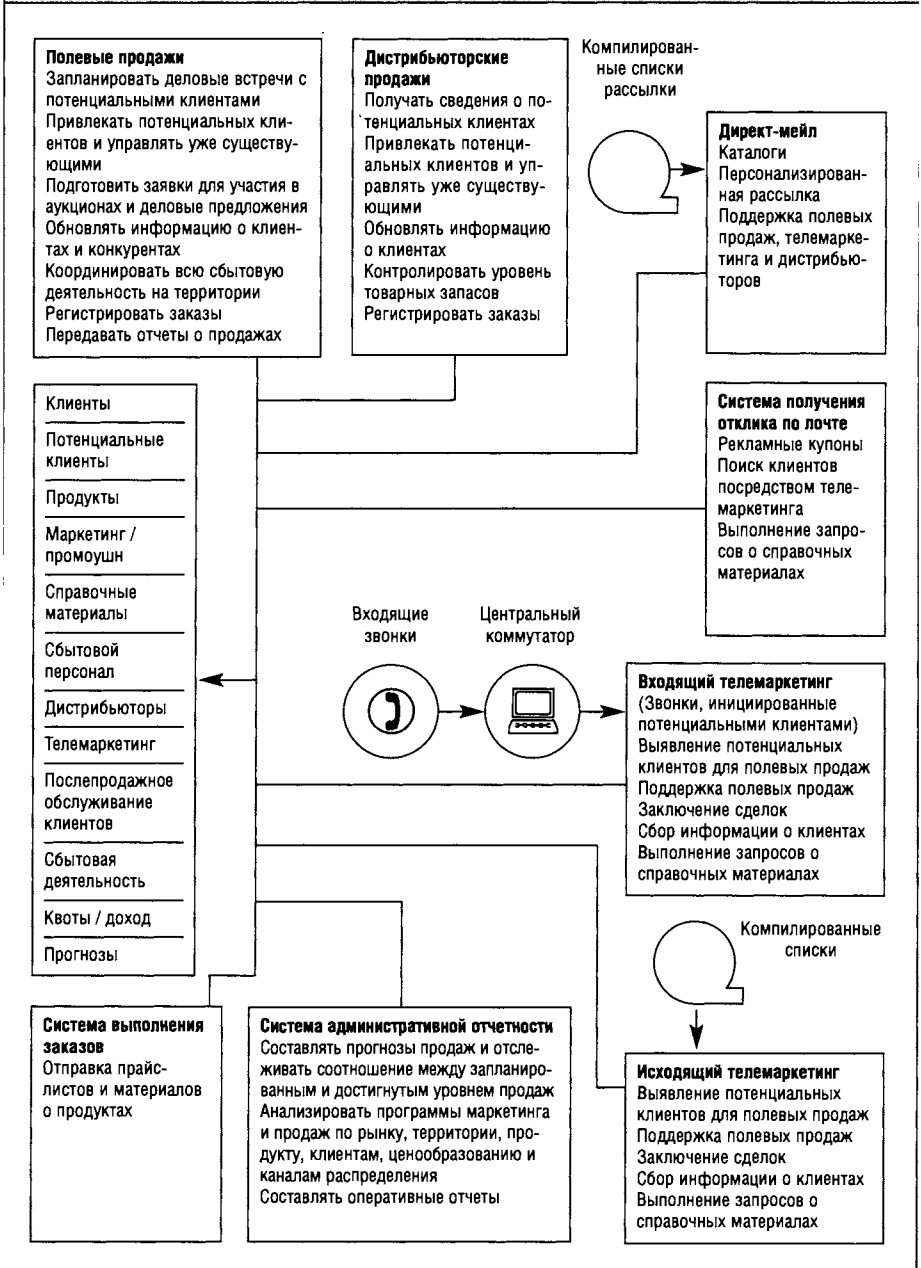 Полевые продажи
Запланировать деловые встречи с
потенциальными клиентами
Привлекать потенциальных кли-
ентов и управлять уже существу-
ющими
Подготовить заявки для участия в
аукционах и деловые предложения
Обновлять информацию о клиен-
тах и конкурентах
Координировать всю сбытовую
деятельность на территории
Регистрировать заказы
Передавать отчеты о продажах
Дистрибьюторские
продажи
Получать сведения о по-
тенциальных клиентах
Привлекать потенци-
альных клиентов и уп-
равлять уже существу-
ющими
Обновлять информацию
о клиентах
Контролировать уровень
товарных запасов
Регистрировать заказы
Компилирован-
ные списки
рассылки
Директ-мейл
Каталоги
Персонализирован-
ная рассылка
Поддержка полевых
продаж, телемарке-
тинга и дистрибью-
торов
Клиенты
Потенциальные
клиенты
Продукты
Маркетинг /
промоушн
Справочные
материалы
Сбытовой
персонал
Дистрибьюторы
Телемаркетинг
Послепродажное
обслуживание
клиентов
Сбытовая
деятельность
Квоты / доход
Прогнозы
Система получения
отклика по почте
Рекламные купоны
Поиск клиентов
посредством теле-
маркетинга
Выполнение запро-
сов о справочных
материалах
Входящие
звонки
Центральный
коммутатор
Входящий телемаркетинг
(Звонки, инициированные
потенциальными клиентами)
Выявление потенциальных
клиентов для полевых продаж
Поддержка полевых продаж
Заключение сделок
Сбор информации о клиентах
Выполнение запросов о
справочных материалах
Компилированные
списки
Система выполнения
заказов
Отправка прайс-
листов и материалов
о продуктах
Система административной отчетности
Составлять прогнозы продаж и отсле-
живать соотношение между запланиро-
ванным и достигнутым уровнем продаж
Анализировать программы маркетинга
и продаж по рынку, территории, про-
дукту, клиентам, ценообразованию и
каналам распределения
Составлять оперативные отчеты
Исходящий телемаркетинг
Выявление потенциальных
клиентов для полевых продаж
Поддержка полевых продаж
Заключение сделок
Сбор информации о клиентах
Выполнение запросов о
справочных материалах